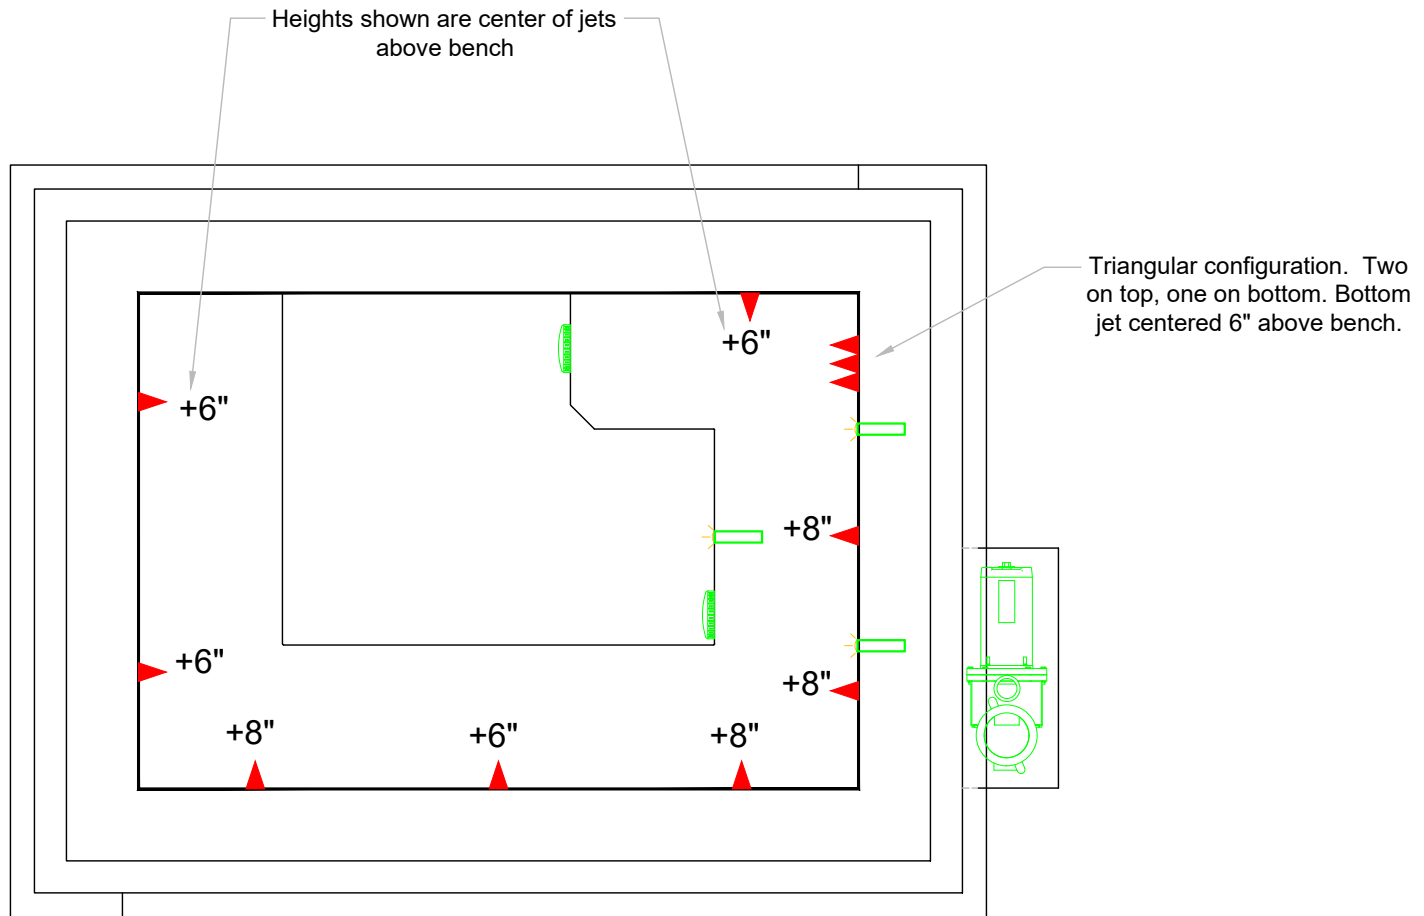 Heights shown are center of jets
above bench
Triangular configuration.  Two
on top, one on bottom. Bottom
jet centered 6" above bench.
+6"
+6"
+8"
+6"
+8"
+8"
+6"
+8"